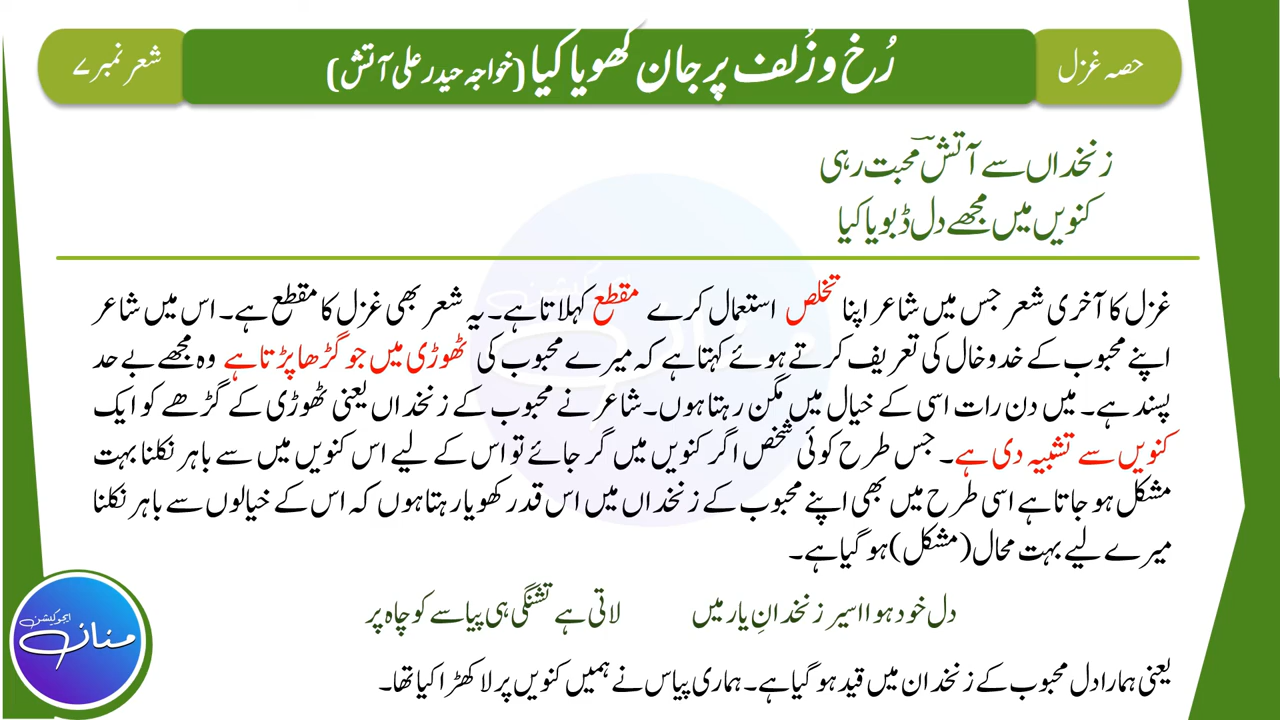 حصہ غزل
رُخ و زُلف پر جان کھویا کیا (خواجہ حیدر علی آتش)
شعر نمبر ۷
زنخداں سے آتشؔ محبت رہی
کنویں میں مجھے دل ڈبویا کیا
غزل کا آخری شعر جس میں شاعر اپنا تخلص استعمال کرے مقطع کہلاتا ہے۔ یہ شعر بھی غزل کا مقطع ہے۔ اس میں شاعر
اپنے محبوب کے خدوخال کی تعریف کرتے ہوئے کہتا ہے کہ میرے محبوب کی ٹھوڑی میں جو گڑھا پڑتا ہے وہ مجھے بے حد
پسند ہے۔ میں دن رات اسی کے خیال میں مگن رہتا ہوں۔ شاعر نے محبوب کے زنخداں یعنی ٹھوڑی کے گڑھے کو ایک
کنویں سے تشبیہ دی ہے۔ جس طرح کوئی شخص اگر کنویں میں گر جائے تو اس کے لیے اس کنویں میں سے باہر نکلنا بہت
مشکل ہو جاتا ہے اسی طرح میں بھی اپنے محبوب کے زنخداں میں اس قدر کھویا رہتا ہوں کہ اس کے خیالوں سے باہر نکلنا
میرے لیے بہت محال (مشکل) ہو گیا ہے۔
دل خود ہوا اسیر زنخدانِ یار میں لاتی ہے تشنگی ہی پیاسے کو چاہ پر
یعنی ہمارا دل محبوب کے زنخدان میں قید ہو گیا ہے۔ ہماری پیاس نے ہمیں کنویں پر لا کھڑا کیا تھا۔
منان ایجوکیشن